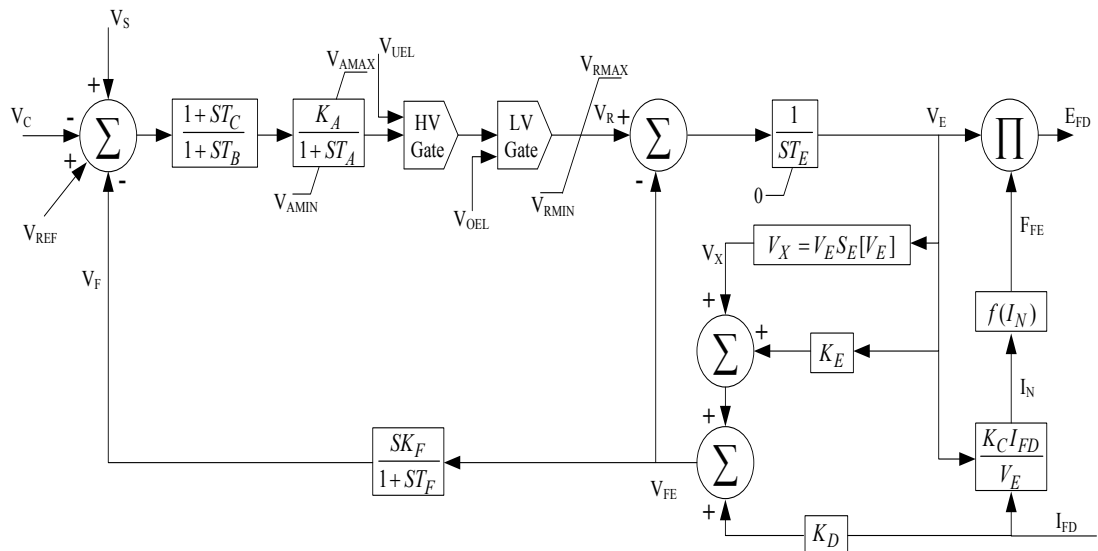 V_S
V_C
+
-
+
-
∑
V_REF
1+ST_C
1+ST_B
V_AMAX
K_A
1+ST_A
V_AMIN
V_UEL
HV
Gate
LV
Gate
V_OEL
V_RMAX
V_RMIN
V_R
+
-
∑
1
ST_E
0
V_E
∏
E_FD
F_FE
V_X = V_E S_E[V_E]
V_X
+
+
∑
K_E
f(I_N)
I_N
V_F
SK_F
1+ST_F
V_FE
+
+
∑
K_C I_FD
V_E
K_D
I_FD